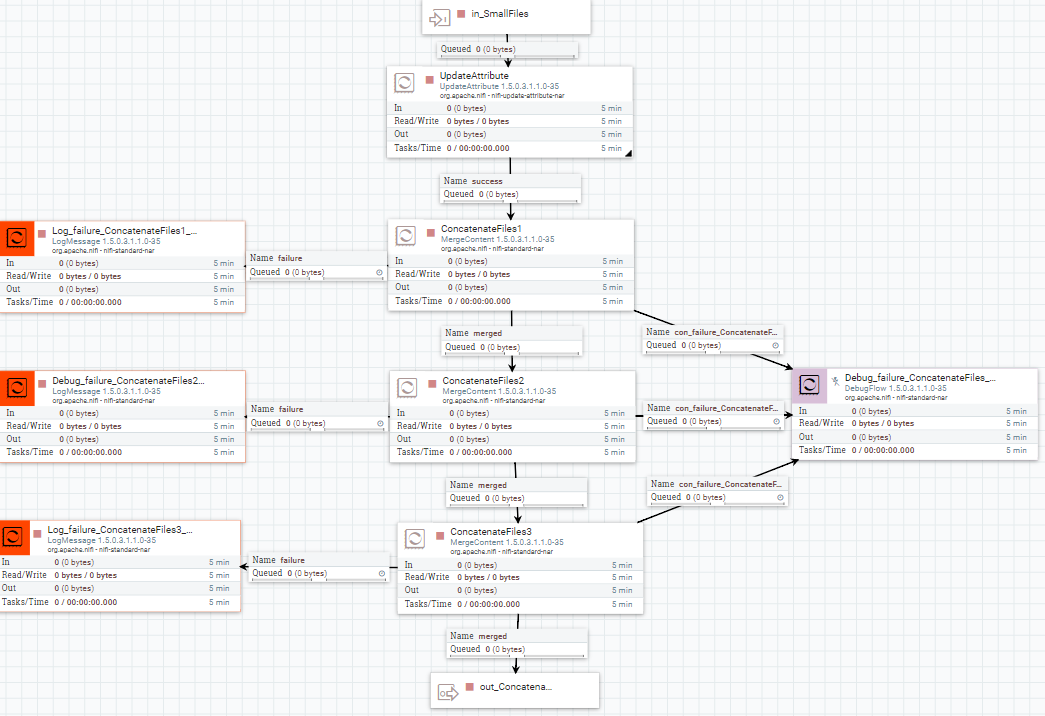 in_SmallFiles
Queued 0 (0 bytes)
UpdateAttribute
UpdateAttribute 1.5.0.3.1.1.0-35
org.apache.nifi - nifi-update-attribute-nar
In 0 (0 bytes) 5 min
Read/Write 0 bytes / 0 bytes 5 min
Out 0 (0 bytes) 5 min
Tasks/Time 0 / 00:00:00.000 5 min
Name success
Queued 0 (0 bytes)
Log_failure_ConcatenateFiles1_...
LogMessage 1.5.0.3.1.1.0-35
org.apache.nifi - nifi-standard-nar
In 0 (0 bytes) 5 min
Read/Write 0 bytes / 0 bytes 5 min
Out 0 (0 bytes) 5 min
Tasks/Time 0 / 00:00:00.000 5 min
Name failure
Queued 0 (0 bytes)
ConcatenateFiles1
MergeContent 1.5.0.3.1.1.0-35
org.apache.nifi - nifi-standard-nar
In 0 (0 bytes) 5 min
Read/Write 0 bytes / 0 bytes 5 min
Out 0 (0 bytes) 5 min
Tasks/Time 0 / 00:00:00.000 5 min
Name merged
Queued 0 (0 bytes)
Name con_failure_ConcatenateF...
Queued 0 (0 bytes)
Debug_failure_ConcatenateFiles2...
LogMessage 1.5.0.3.1.1.0-35
org.apache.nifi - nifi-standard-nar
In 0 (0 bytes) 5 min
Read/Write 0 bytes / 0 bytes 5 min
Out 0 (0 bytes) 5 min
Tasks/Time 0 / 00:00:00.000 5 min
Name failure
Queued 0 (0 bytes)
ConcatenateFiles2
MergeContent 1.5.0.3.1.1.0-35
org.apache.nifi - nifi-standard-nar
In 0 (0 bytes) 5 min
Read/Write 0 bytes / 0 bytes 5 min
Out 0 (0 bytes) 5 min
Tasks/Time 0 / 00:00:00.000 5 min
Name con_failure_ConcatenateF...
Queued 0 (0 bytes)
Debug_failure_ConcatenateFiles_...
DebugFlow 1.5.0.3.1.1.0-35
org.apache.nifi - nifi-standard-nar
In 0 (0 bytes) 5 min
Read/Write 0 bytes / 0 bytes 5 min
Out 0 (0 bytes) 5 min
Tasks/Time 0 / 00:00:00.000 5 min
Name merged
Queued 0 (0 bytes)
Name con_failure_ConcatenateF...
Queued 0 (0 bytes)
Log_failure_ConcatenateFiles3_...
LogMessage 1.5.0.3.1.1.0-35
org.apache.nifi - nifi-standard-nar
In 0 (0 bytes) 5 min
Read/Write 0 bytes / 0 bytes 5 min
Out 0 (0 bytes) 5 min
Tasks/Time 0 / 00:00:00.000 5 min
Name failure
Queued 0 (0 bytes)
ConcatenateFiles3
MergeContent 1.5.0.3.1.1.0-35
org.apache.nifi - nifi-standard-nar
In 0 (0 bytes) 5 min
Read/Write 0 bytes / 0 bytes 5 min
Out 0 (0 bytes) 5 min
Tasks/Time 0 / 00:00:00.000 5 min
Name merged
Queued 0 (0 bytes)
out_Concatena...